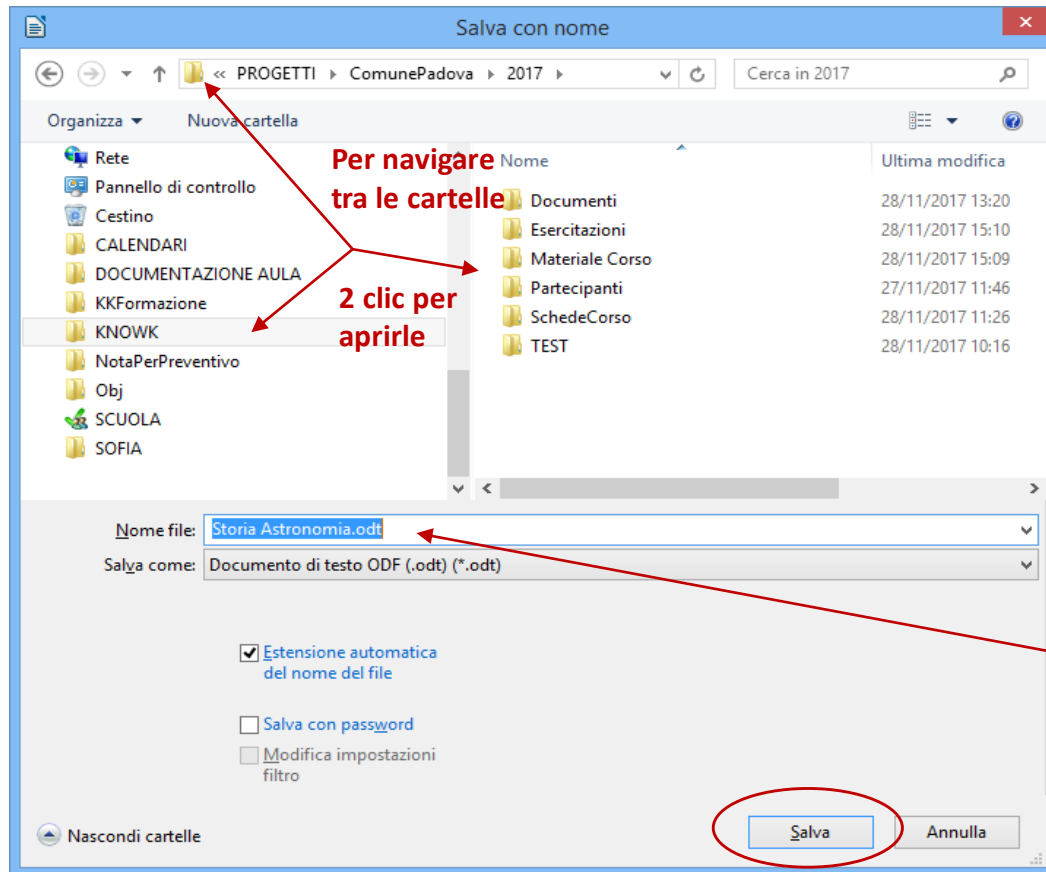 Salva con nome
« PROGETTI ▸ ComunePadova ▸ 2017 ▸
Cerca in 2017
Organizza ▾ Nuova cartella
Rete
Pannello di controllo
Cestino
CALENDARI
DOCUMENTAZIONE AULA
KKFormazione
KNOWK
NotaPerPreventivo
Obj
SCUOLA
SOFIA
Per navigare
tra le cartelle
2 clic per
aprirle
Nome Ultima modifica
Documenti 28/11/2017 13:20
Esercitazioni 28/11/2017 15:10
Materiale Corso 28/11/2017 15:09
Partecipanti 27/11/2017 11:46
SchedeCorso 28/11/2017 11:26
TEST 28/11/2017 10:16
Nome file: Storia Astronomia.odt
Salva come: Documento di testo ODF (.odt) (*.odt)
Estensione automatica
del nome del file
Salva con password
Modifica impostazioni
filtro
Nascondi cartelle
Salva Annulla